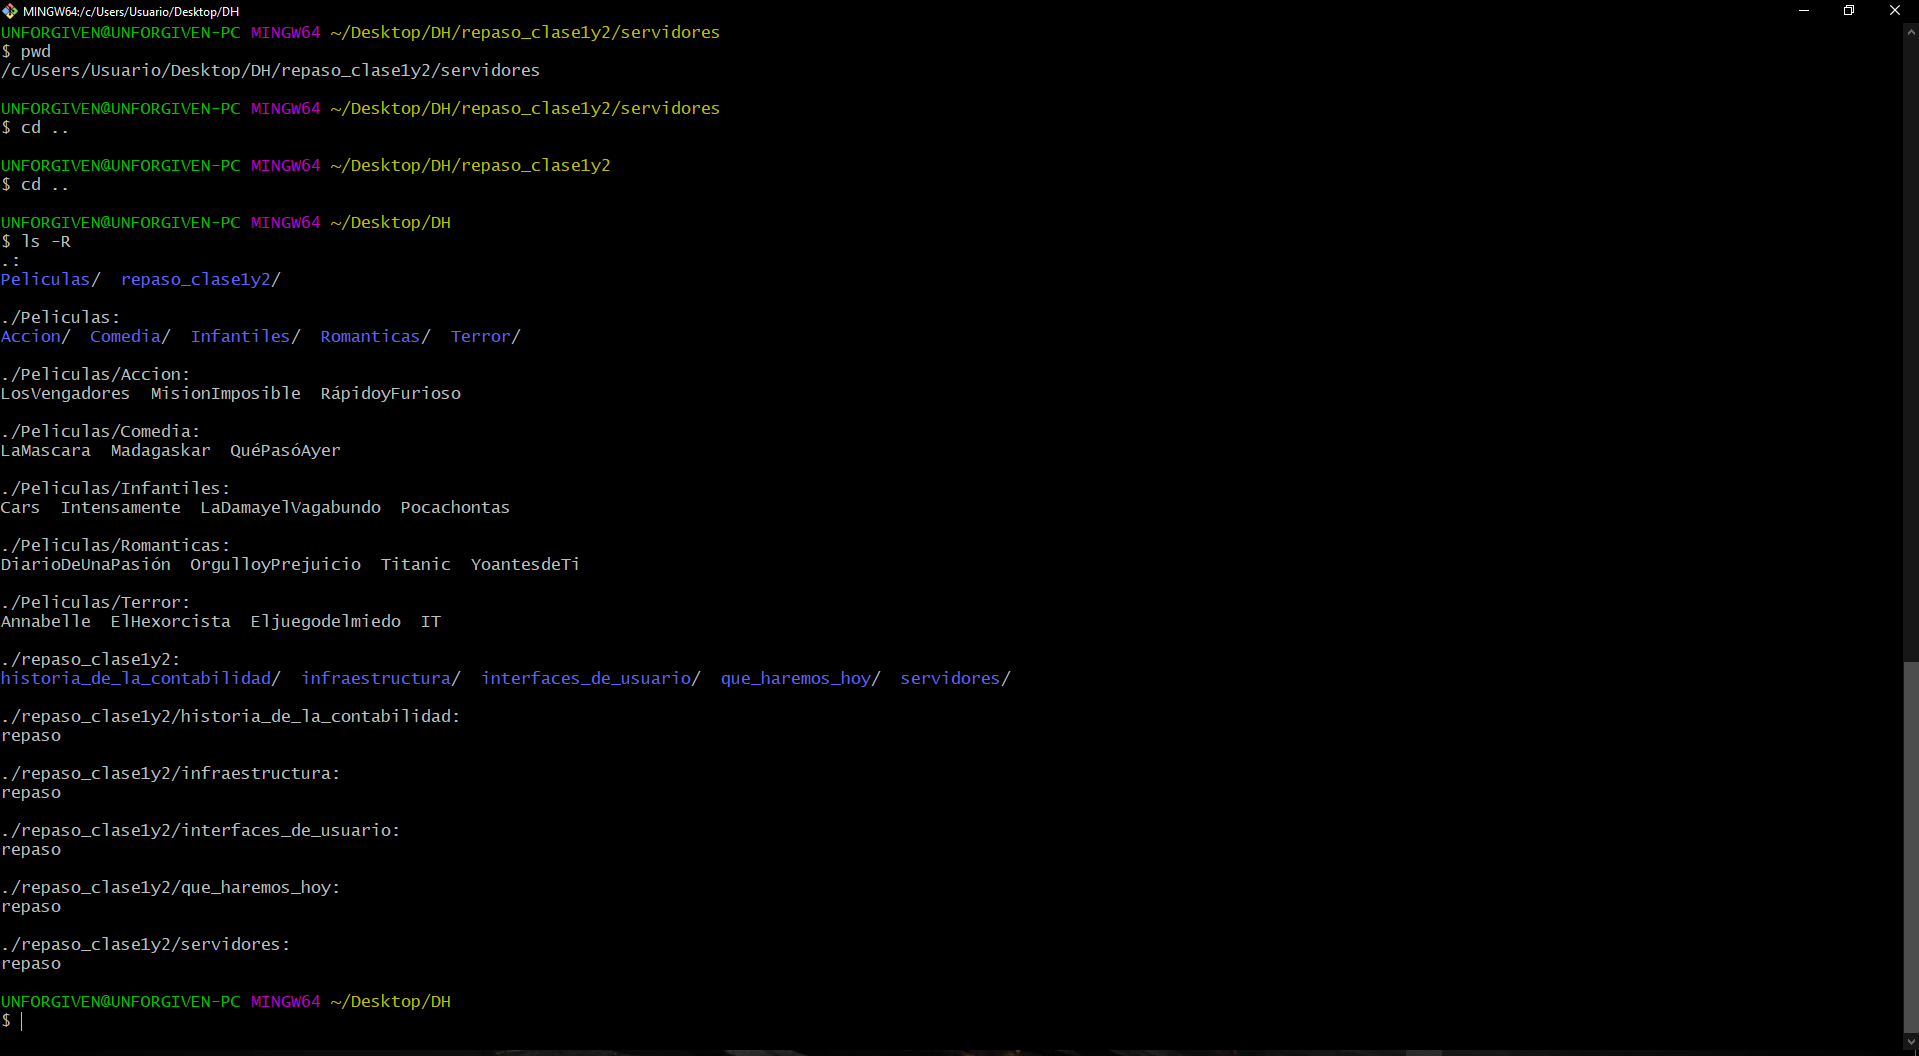 MINGW64:/c/Users/Usuario/Desktop/DH
UNFORGIVEN@UNFORGIVEN-PC MINGW64 ~/Desktop/DH/repaso_clase1y2/servidores
$ pwd
/c/Users/Usuario/Desktop/DH/repaso_clase1y2/servidores
UNFORGIVEN@UNFORGIVEN-PC MINGW64 ~/Desktop/DH/repaso_clase1y2/servidores
$ cd ..
UNFORGIVEN@UNFORGIVEN-PC MINGW64 ~/Desktop/DH/repaso_clase1y2
$ cd ..
UNFORGIVEN@UNFORGIVEN-PC MINGW64 ~/Desktop/DH
$ ls -R
.:
Peliculas/  repaso_clase1y2/
./Peliculas:
Accion/  Comedia/  Infantiles/  Romanticas/  Terror/
./Peliculas/Accion:
LosVengadores  MisionImposible  RápidoyFurioso
./Peliculas/Comedia:
LaMascara  Madagaskar  QuéPasóAyer
./Peliculas/Infantiles:
Cars  Intensamente  LaDamayelVagabundo  Pocachontas
./Peliculas/Romanticas:
DiarioDeUnaPasión  OrgulloyPrejuicio  Titanic  YoantesdeTi
./Peliculas/Terror:
Annabelle  ElHexorcista  Eljuegodelmiedo  IT
./repaso_clase1y2:
historia_de_la_contabilidad/  infraestructura/  interfaces_de_usuario/  que_haremos_hoy/  servidores/
./repaso_clase1y2/historia_de_la_contabilidad:
repaso
./repaso_clase1y2/infraestructura:
repaso
./repaso_clase1y2/interfaces_de_usuario:
repaso
./repaso_clase1y2/que_haremos_hoy:
repaso
./repaso_clase1y2/servidores:
repaso
UNFORGIVEN@UNFORGIVEN-PC MINGW64 ~/Desktop/DH
$